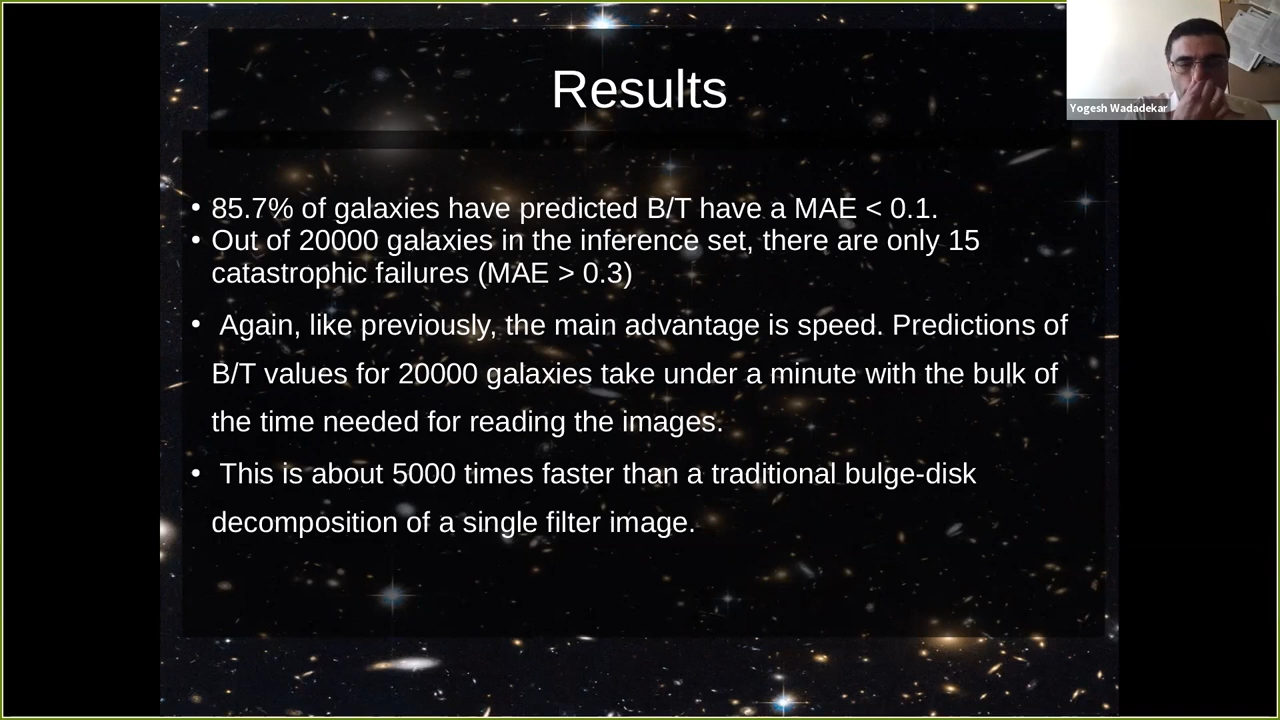 Results
Yogesh Wadadekar
• 85.7% of galaxies have predicted B/T have a MAE < 0.1.
• Out of 20000 galaxies in the inference set, there are only 15
catastrophic failures (MAE > 0.3)
• Again, like previously, the main advantage is speed. Predictions of
B/T values for 20000 galaxies take under a minute with the bulk of
the time needed for reading the images.
• This is about 5000 times faster than a traditional bulge-disk
decomposition of a single filter image.